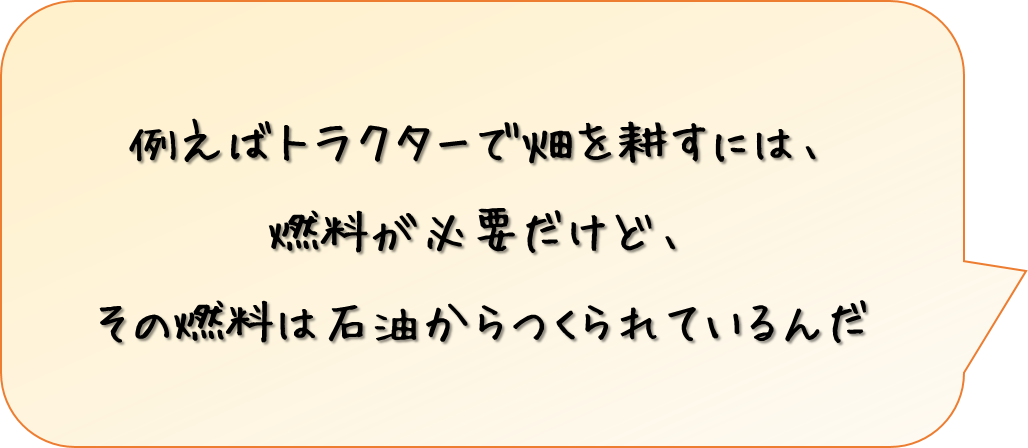 例えばトラクターで畑を耕すには、
燃料が必要だけど、
その燃料は石油からつくられているんだ